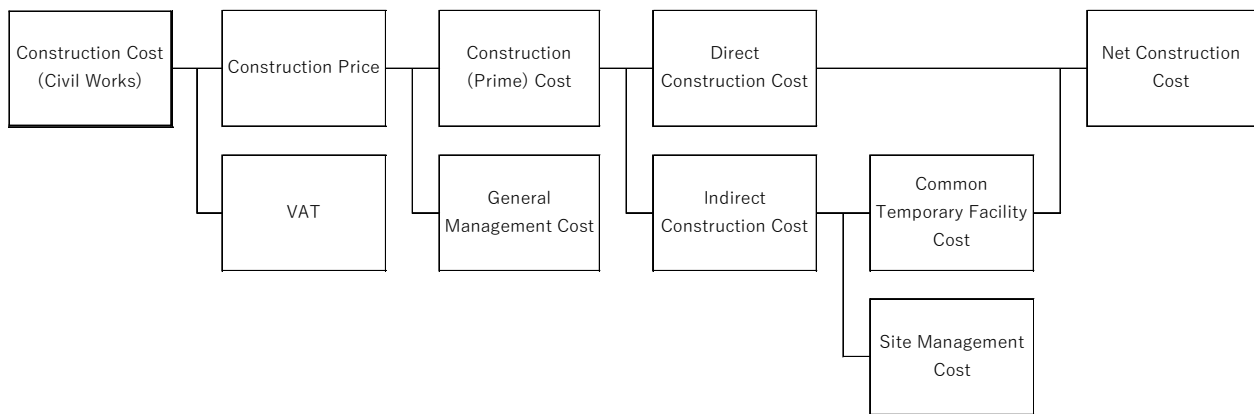 Construction Cost
(Civil Works)
Construction Price
Construction
(Prime) Cost
Direct
Construction Cost
Net Construction
Cost
VAT
General
Management Cost
Indirect
Construction Cost
Common
Temporary Facility
Cost
Site Management
Cost